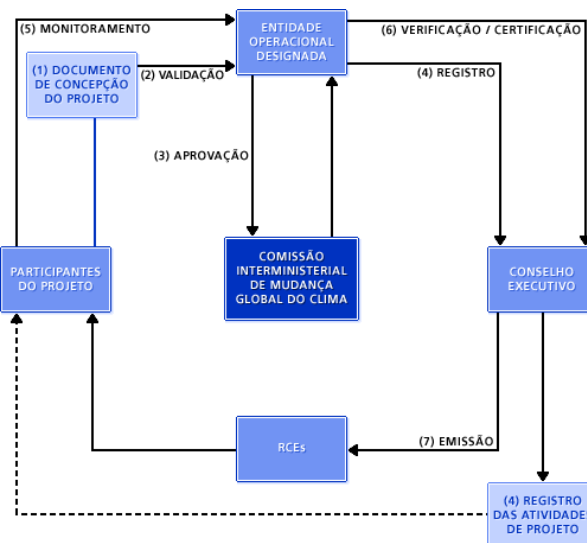 (5) MONITORAMENTO
ENTIDADE
OPERACIONAL
DESIGNADA
(6) VERIFICAÇÃO / CERTIFICAÇÃO
(1) DOCUMENTO
DE CONCEPÇÃO
DO PROJETO
(2) VALIDAÇÃO
(4) REGISTRO
(3) APROVAÇÃO
PARTICIPANTES
DO PROJETO
COMISSÃO
INTERMINISTERIAL
DE MUDANÇA
GLOBAL DO CLIMA
CONSELHO
EXECUTIVO
RCEs
(7) EMISSÃO
(4) REGISTRO
DAS ATIVIDADES
DE PROJETO